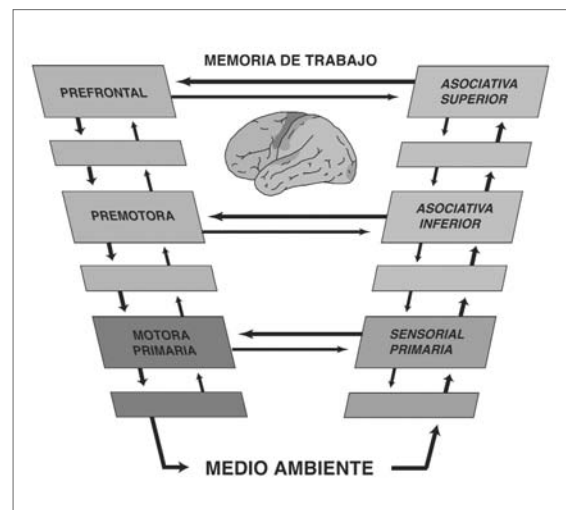 MEMORIA DE TRABAJO
PREFRONTAL
ASOCIATIVA
SUPERIOR
PREMOTORA
ASOCIATIVA
INFERIOR
MOTORA
PRIMARIA
SENSORIAL
PRIMARIA
MEDIO AMBIENTE